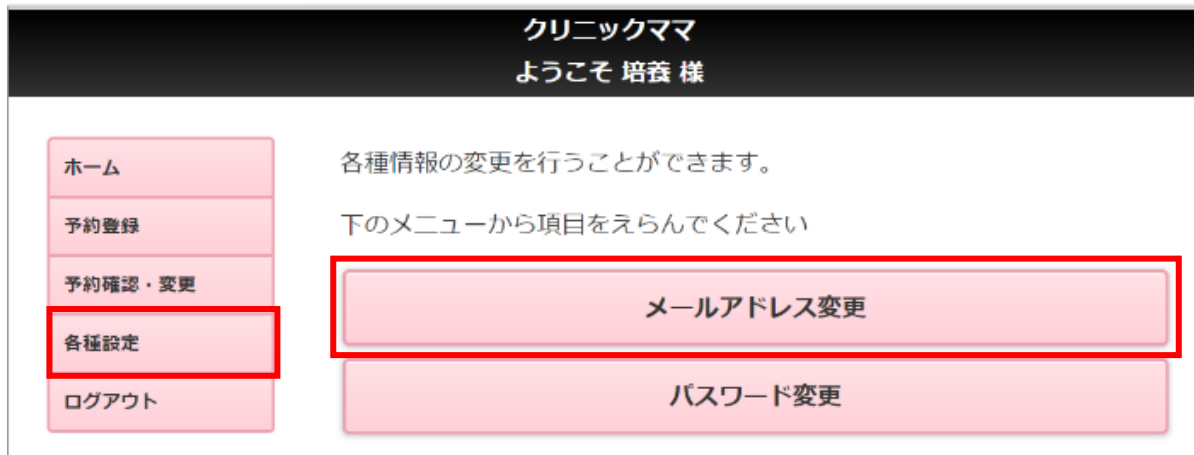 クリニックママ
ようこそ 培養 様
ホーム
予約登録
予約確認・変更
各種設定
ログアウト
各種情報の変更を行うことができます。
下のメニューから項目をえらんでください
メールアドレス変更
パスワード変更